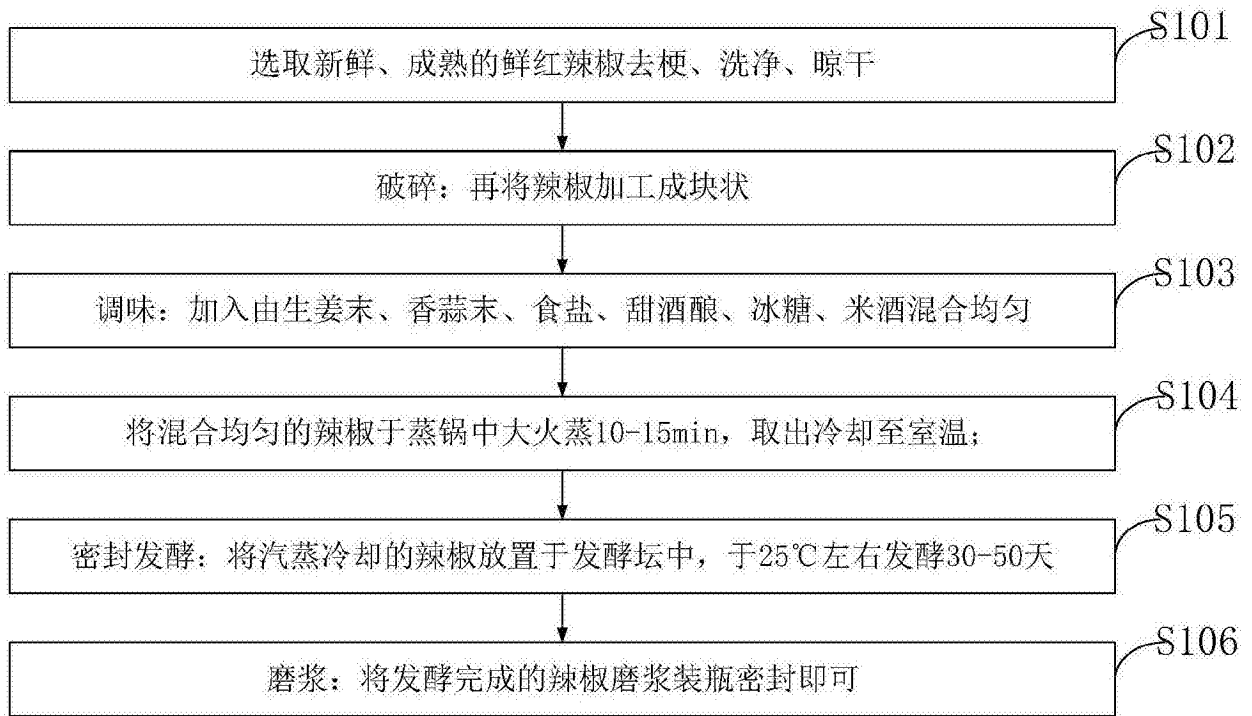 S101
选取新鲜、成熟的鲜红辣椒去梗、洗净、晾干
S102
破碎：再将辣椒加工成块状
S103
调味：加入由生姜末、香蒜末、食盐、甜酒酿、冰糖、米酒混合均匀
S104
将混合均匀的辣椒于蒸锅中大火蒸10-15min，取出冷却至室温；
S105
密封发酵：将汽蒸冷却的辣椒放置于发酵坛中，于25℃左右发酵30-50天
S106
磨浆：将发酵完成的辣椒磨浆装瓶密封即可